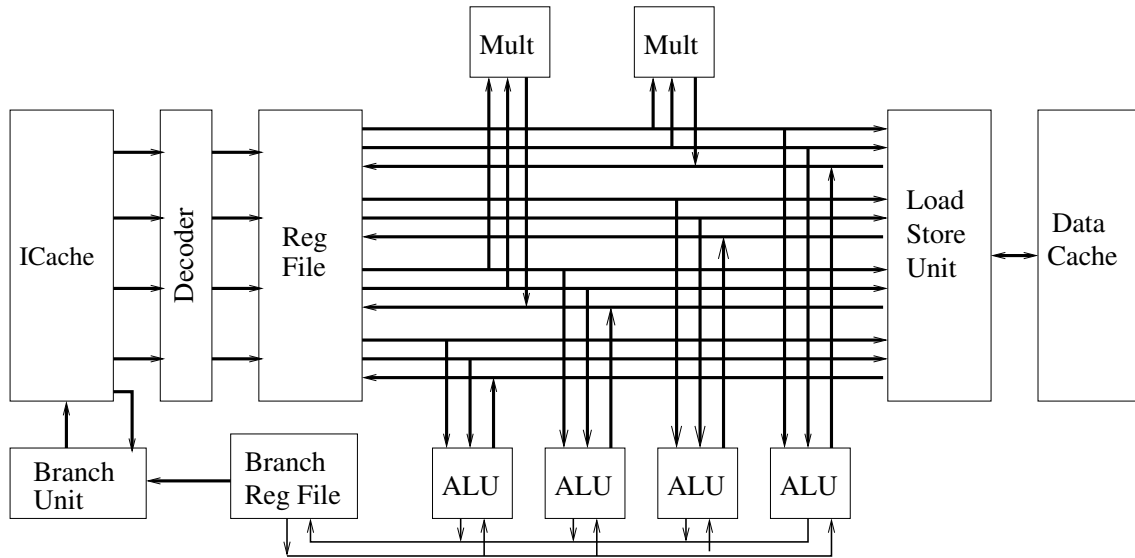 Mult
Mult
ICache
Decoder
Reg
File
Load
Store
Unit
Data
Cache
Branch
Unit
Branch
Reg File
ALU
ALU
ALU
ALU